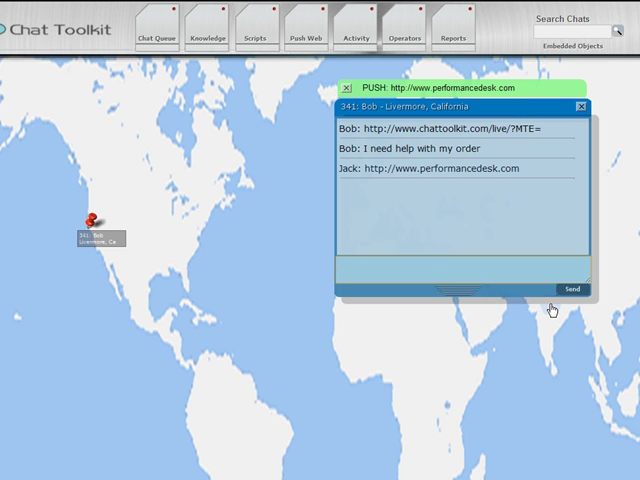 Chat Toolkit
Chat Queue
Knowledge
Scripts
Push Web
Activity
Operators
Reports
Search Chats
Embedded Objects
PUSH: http://www.performancedesk.com
341: Bob - Livermore, California
Bob: http://www.chattoolkit.com/live/?MTE=
Bob: I need help with my order
Jack: http://www.performancedesk.com
Send
341: Bob
Livermore, Ca